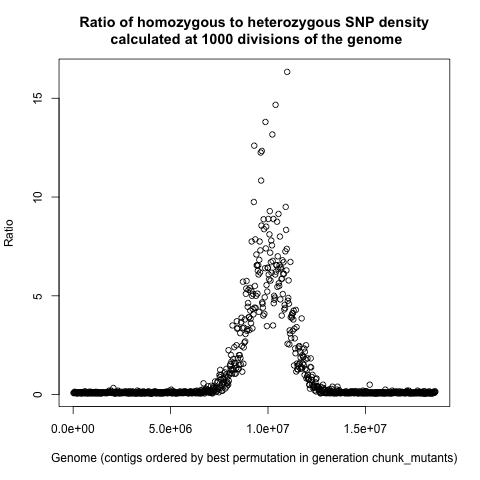 Ratio of homozygous to heterozygous SNP density
calculated at 1000 divisions of the genome
Ratio
15
10
5
0
0.0e+00 5.0e+06 1.0e+07 1.5e+07
Genome (contigs ordered by best permutation in generation chunk_mutants)